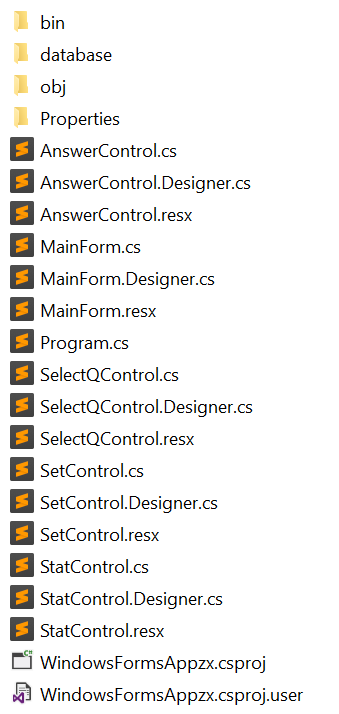 bin
database
obj
Properties
AnswerControl.cs
AnswerControl.Designer.cs
AnswerControl.resx
MainForm.cs
MainForm.Designer.cs
MainForm.resx
Program.cs
SelectQControl.cs
SelectQControl.Designer.cs
SelectQControl.resx
SetControl.cs
SetControl.Designer.cs
SetControl.resx
StatControl.cs
StatControl.Designer.cs
StatControl.resx
WindowsFormsAppzx.csproj
WindowsFormsAppzx.csproj.user